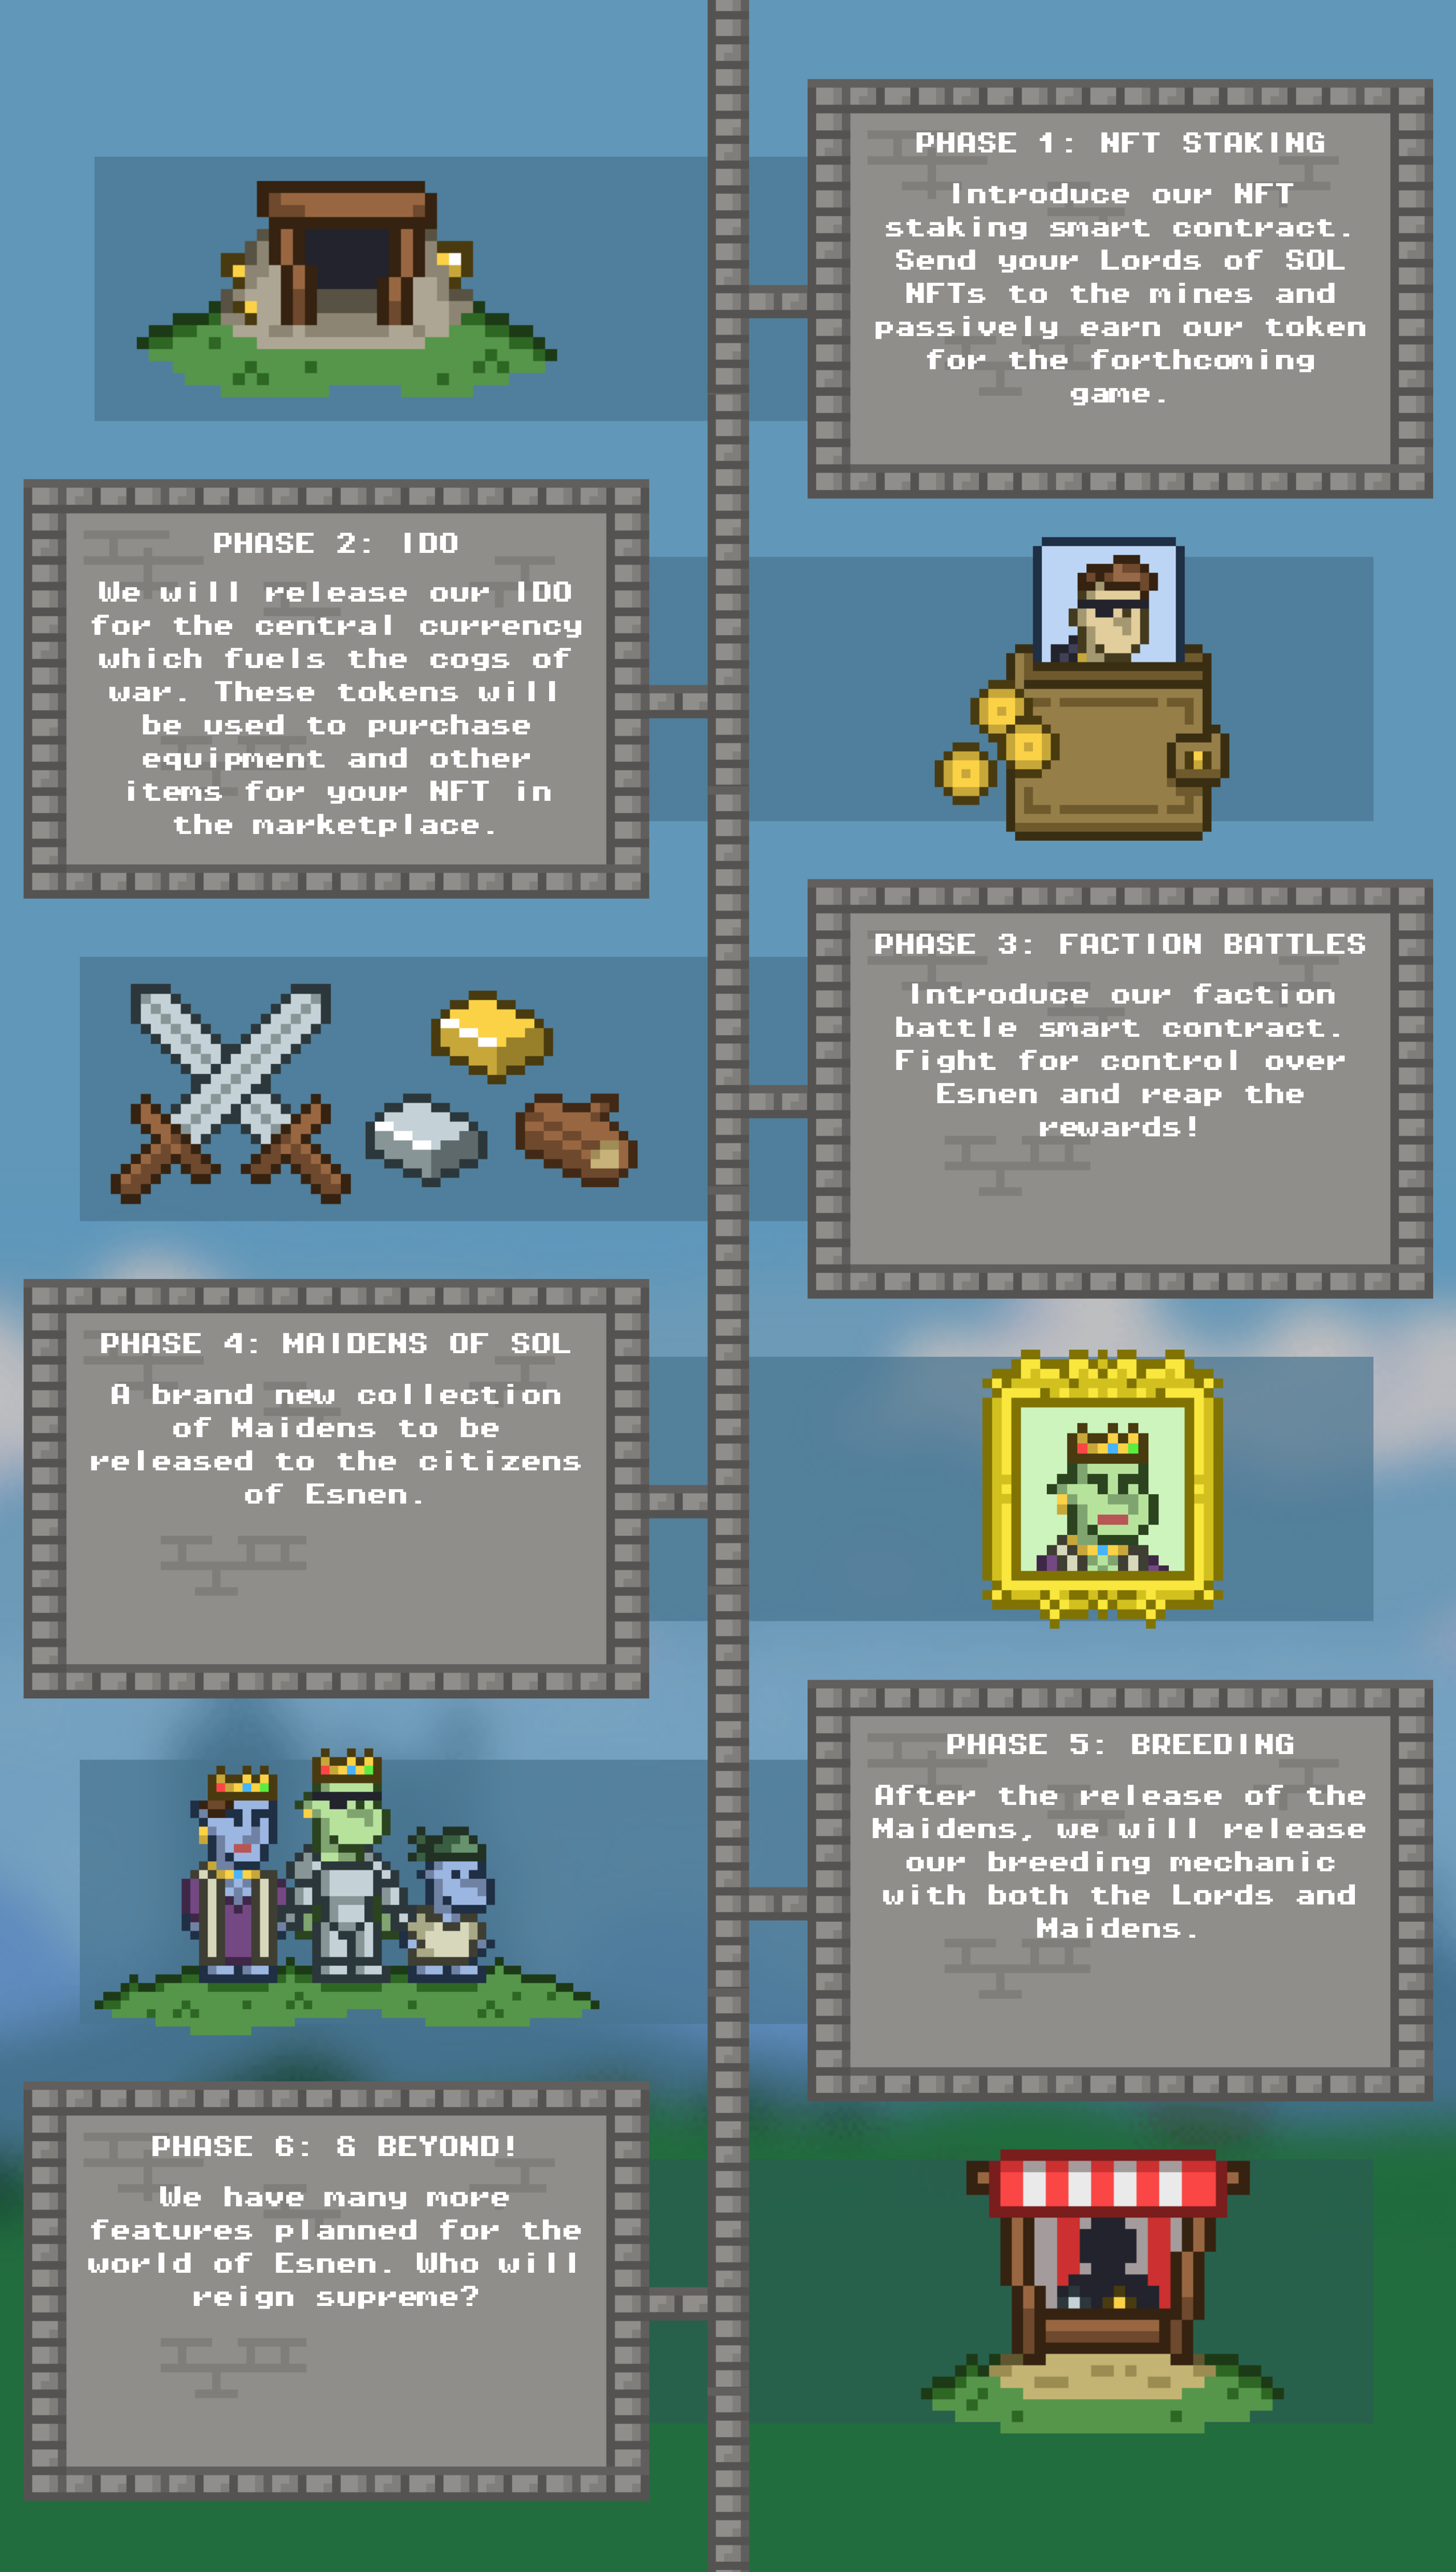 PHASE 1: NFT STAKING
Introduce our NFT
staking smart contract.
Send your Lords of SOL
NFTs to the mines and
passively earn our token
for the forthcoming
game.
PHASE 2: IDO
We will release our IDO
for the central currency
which fuels the cogs of
war. These tokens will
be used to purchase
equipment and other
items for your NFT in
the marketplace.
PHASE 3: FACTION BATTLES
Introduce our faction
battle smart contract.
Fight for control over
Esnen and reap the
rewards!
PHASE 4: MAIDENS OF SOL
A brand new collection
of Maidens to be
released to the citizens
of Esnen.
PHASE 5: BREEDING
After the release of the
Maidens, we will release
our breeding mechanic
with both the Lords and
Maidens.
PHASE 6: & BEYOND!
We have many more
features planned for the
world of Esnen. Who will
reign supreme?